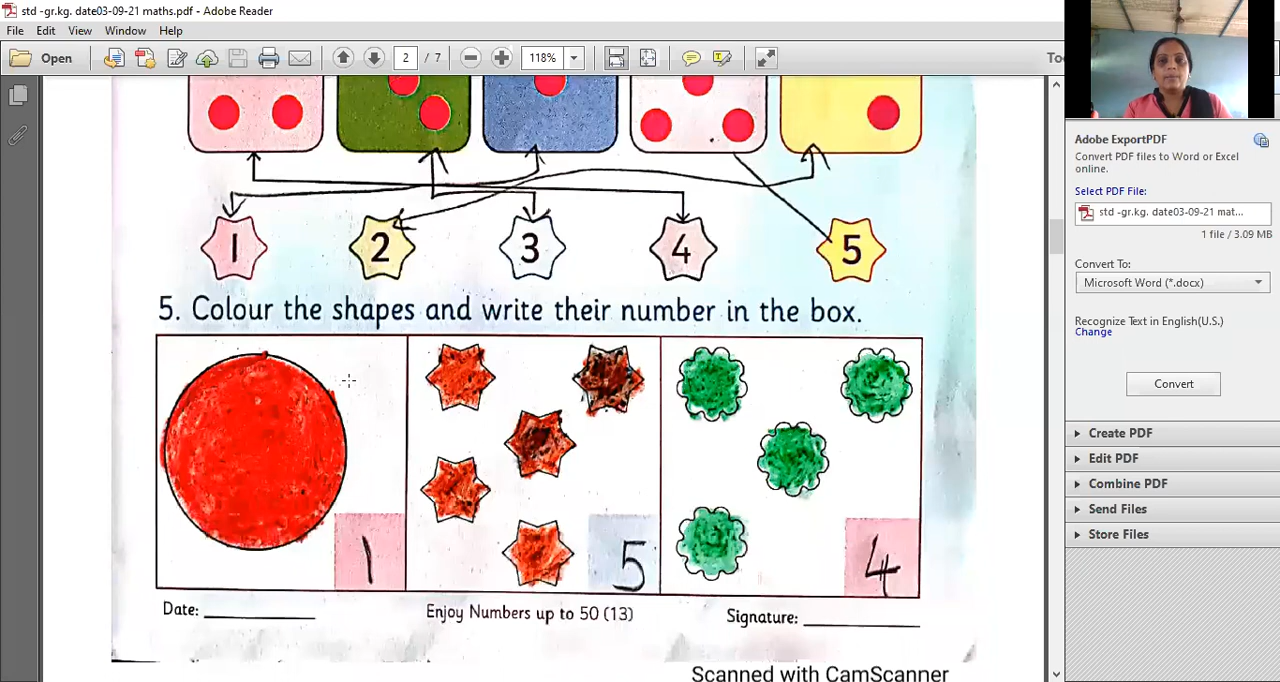 std -gr.kg. date03-09-21 maths.pdf - Adobe Reader
File Edit View Window Help
Open 2 / 7 118%
1 2 3 4 5
5. Colour the shapes and write their number in the box.
1 5 4
Date: Enjoy Numbers up to 50 (13) Signature:
Scanned with CamScanner
Adobe ExportPDF
Convert PDF files to Word or Excel
online.
Select PDF File:
std -gr.kg. date03-09-21 mat...
1 file / 3.09 MB
Convert To:
Microsoft Word (*.docx)
Recognize Text in English(U.S.)
Change
Convert
Create PDF
Edit PDF
Combine PDF
Send Files
Store Files